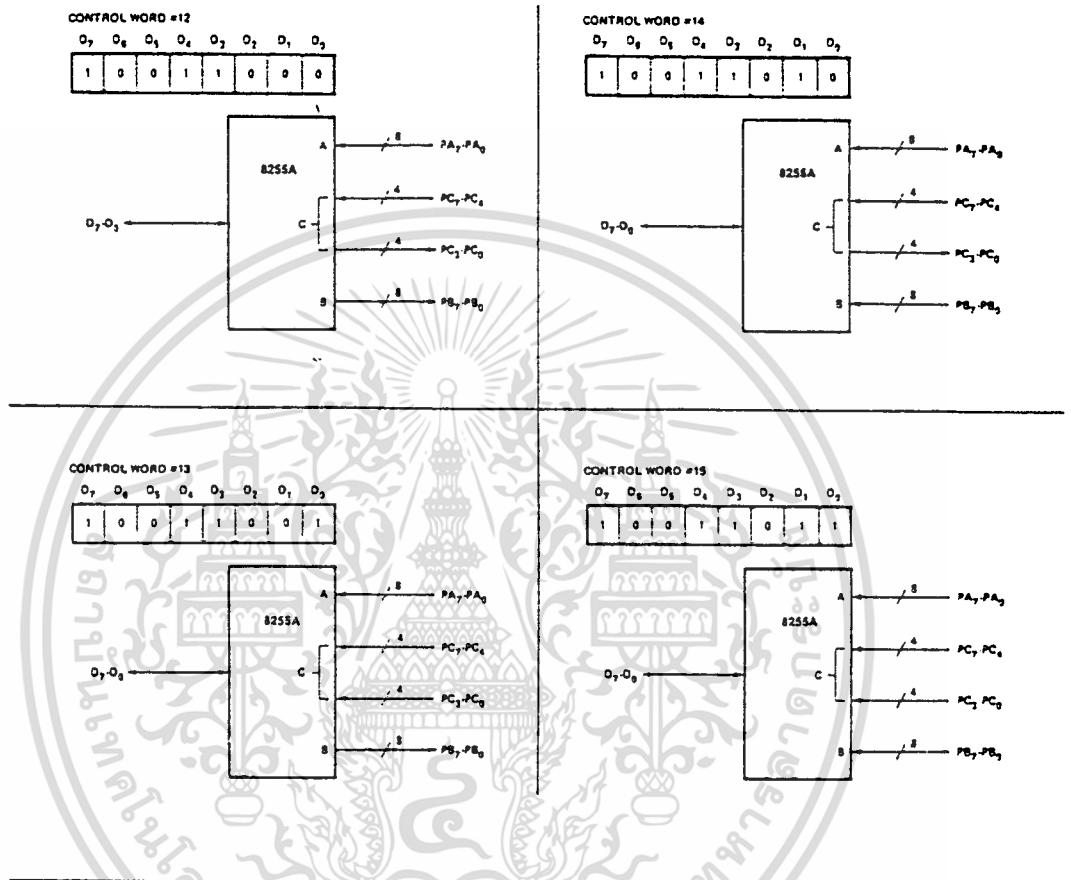 CONTROL WORD #12
D7 D6 D5 D4 D3 D2 D1 D0
1 0 0 1 1 0 0 0
8255A
A
8
PA7-PA0
4
PC7-PC4
C
D7-D0
4
PC3-PC0
B
8
PB7-PB0
CONTROL WORD #14
D7 D6 D5 D4 D3 D2 D1 D0
1 0 0 1 1 0 1 0
8255A
A
8
PA7-PA0
4
PC7-PC4
C
D7-D0
4
PC3-PC0
B
8
PB7-PB0
CONTROL WORD #13
D7 D6 D5 D4 D3 D2 D1 D0
1 0 0 1 1 0 0 1
8255A
A
8
PA7-PA0
4
PC7-PC4
C
D7-D0
4
PC3-PC0
B
8
PB7-PB0
CONTROL WORD #15
D7 D6 D5 D4 D3 D2 D1 D0
1 0 0 1 1 0 1 1
8255A
A
8
PA7-PA0
4
PC7-PC4
C
D7-D0
4
PC3-PC0
B
8
PB7-PB0